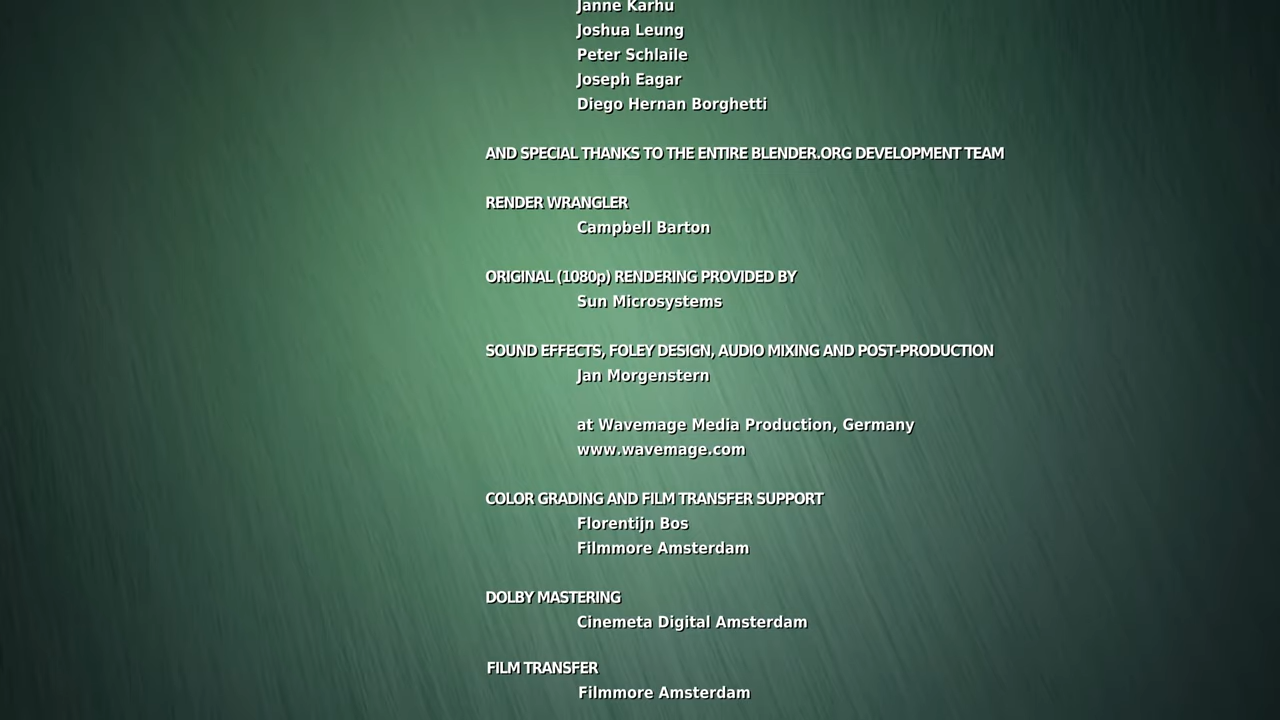 Janne Karhu
Joshua Leung
Peter Schlaile
Joseph Eagar
Diego Hernan Borghetti
AND SPECIAL THANKS TO THE ENTIRE BLENDER.ORG DEVELOPMENT TEAM
RENDER WRANGLER
Campbell Barton
ORIGINAL (1080p) RENDERING PROVIDED BY
Sun Microsystems
SOUND EFFECTS, FOLEY DESIGN, AUDIO MIXING AND POST-PRODUCTION
Jan Morgenstern
at Wavemage Media Production, Germany
www.wavemage.com
COLOR GRADING AND FILM TRANSFER SUPPORT
Florentijn Bos
Filmmore Amsterdam
DOLBY MASTERING
Cinemeta Digital Amsterdam
FILM TRANSFER
Filmmore Amsterdam